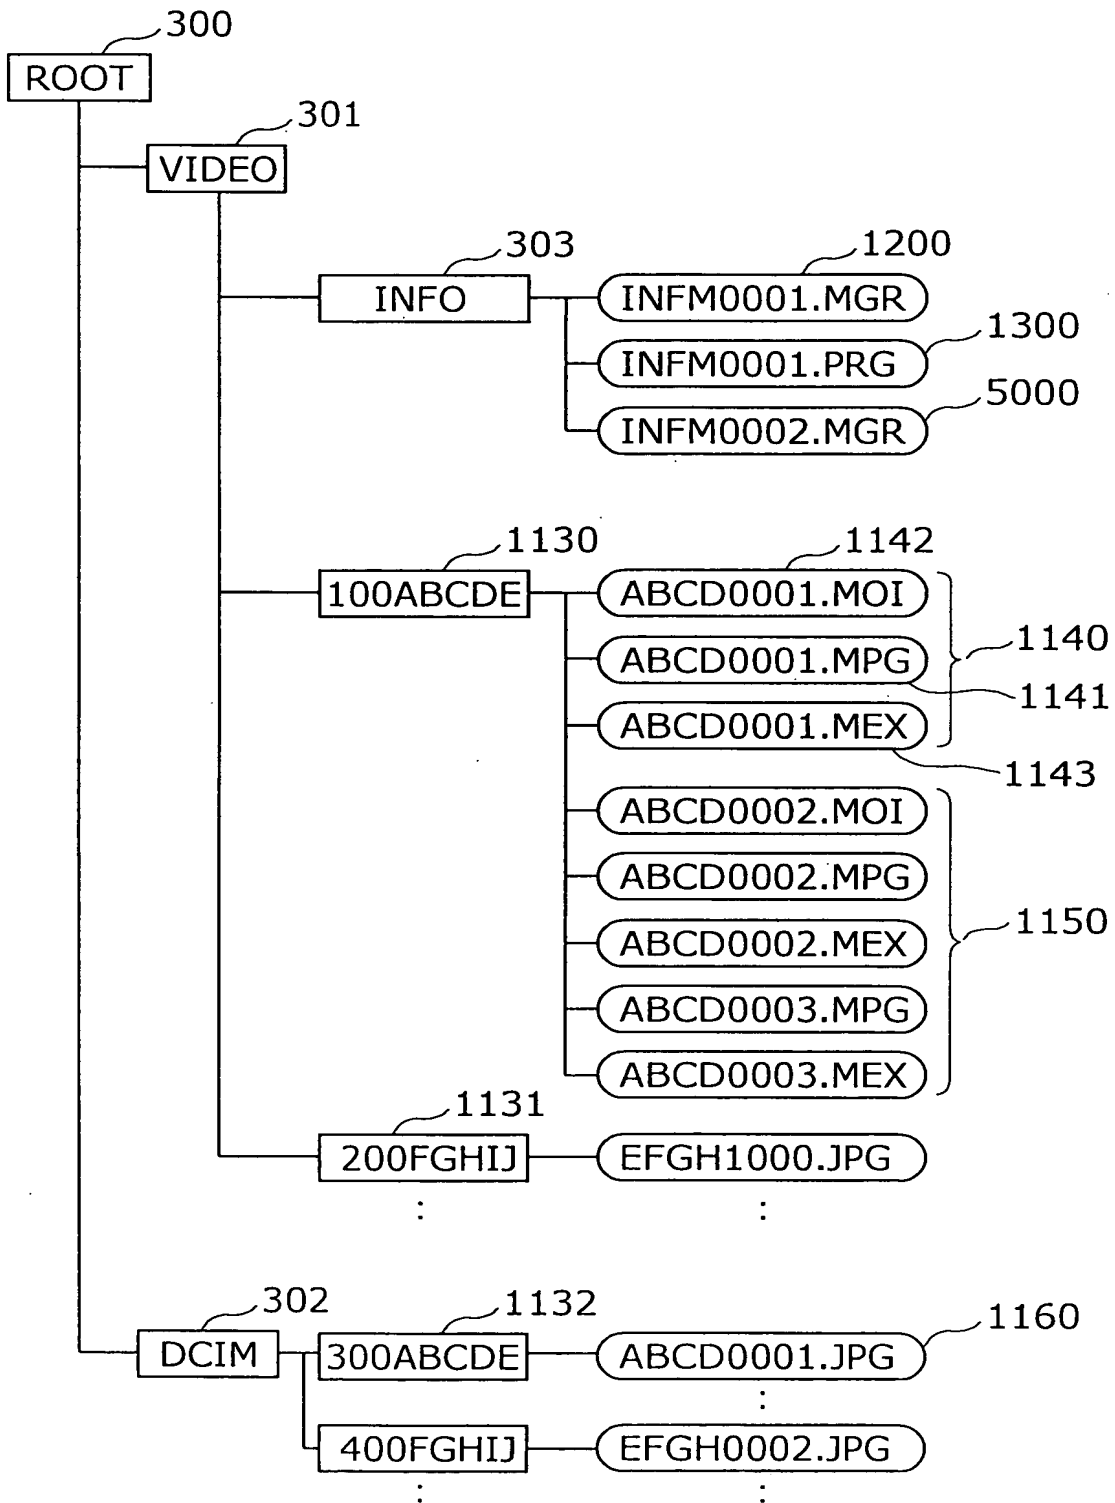 300
ROOT
301
VIDEO
303
1200
INFO
INFM0001.MGR
1300
INFM0001.PRG
5000
INFM0002.MGR
1130
1142
100ABCDE
ABCD0001.MOI
1140
ABCD0001.MPG
1141
ABCD0001.MEX
1143
ABCD0002.MOI
ABCD0002.MPG
1150
ABCD0002.MEX
ABCD0003.MPG
ABCD0003.MEX
1131
200FGHIJ
EFGH1000.JPG
:
:
302
1132
1160
DCIM
300ABCDE
ABCD0001.JPG
:
400FGHIJ
EFGH0002.JPG
:
: